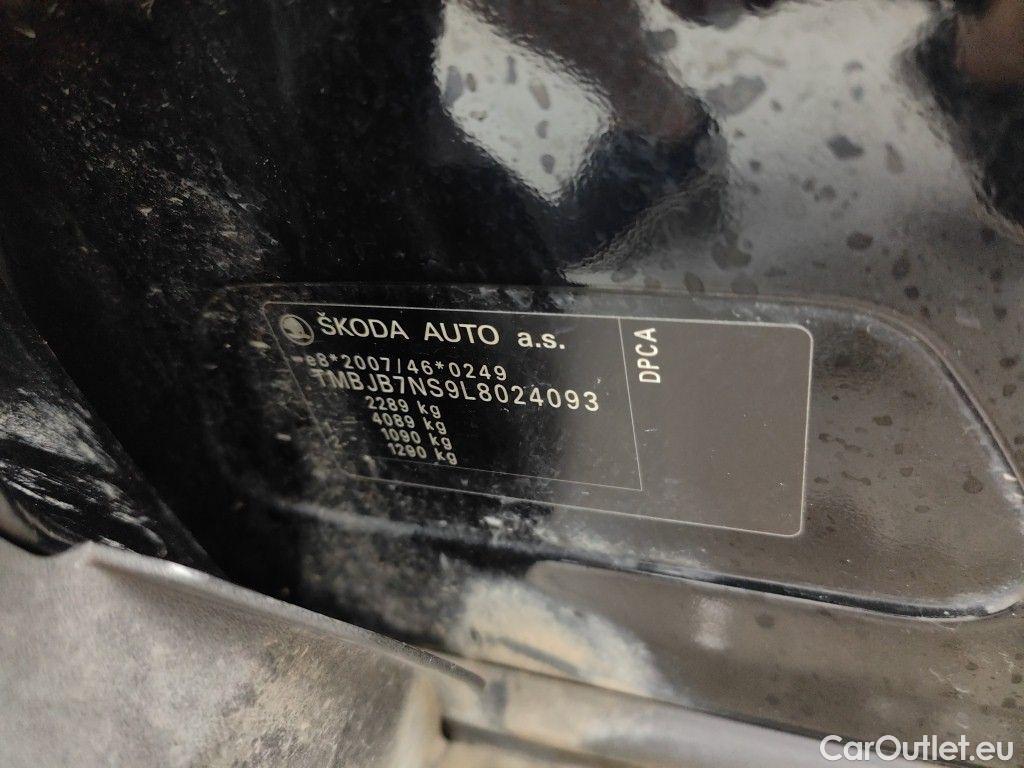 ŠKODA AUTO a.s.
e8*2007/46*0249
TMBJB7NS9L8024093
2289 kg
4089 kg
1090 kg
1290 kg
DPCA
CarOutlet.eu